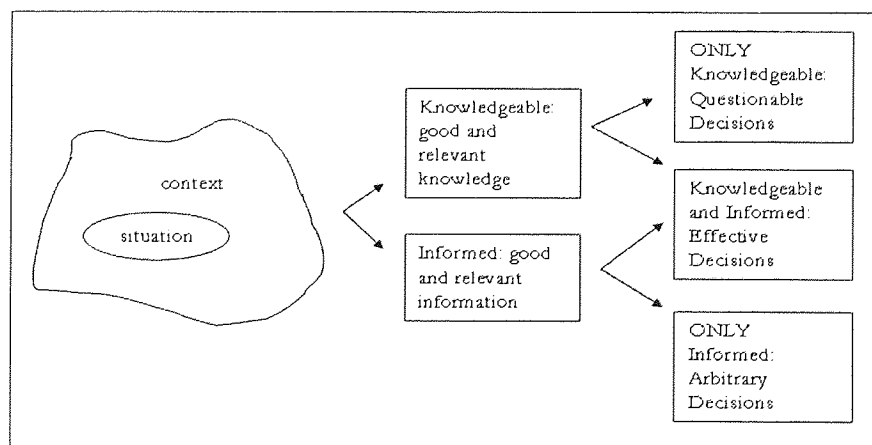 context
situation
Knowledgeable:
good and
relevant
knowledge
Informed: good
and relevant
information
ONLY
Knowledgeable:
Questionable
Decisions
Knowledgeable
and Informed:
Effective
Decisions
ONLY
Informed:
Arbitrary
Decisions